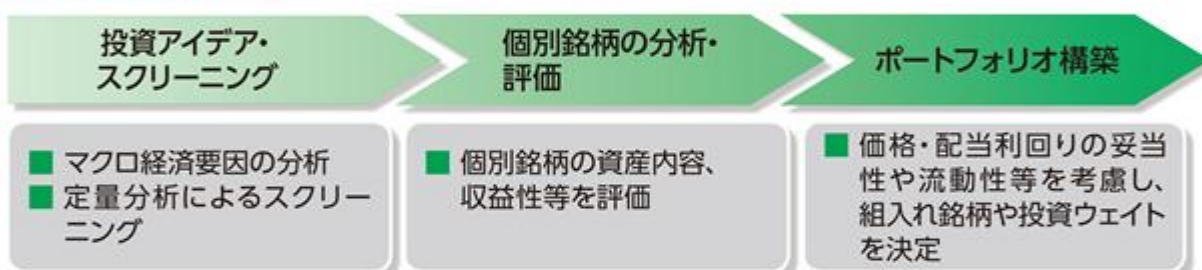 投資アイデア・
スクリーニング
個別銘柄の分析・
評価
ポートフォリオ構築
■ マクロ経済要因の分析
■ 定量分析によるスクリー
ニング
■ 個別銘柄の資産内容、
収益性等を評価
■ 価格・配当利回りの妥当
性や流動性等を考慮し、
組入れ銘柄や投資ウェイト
を決定